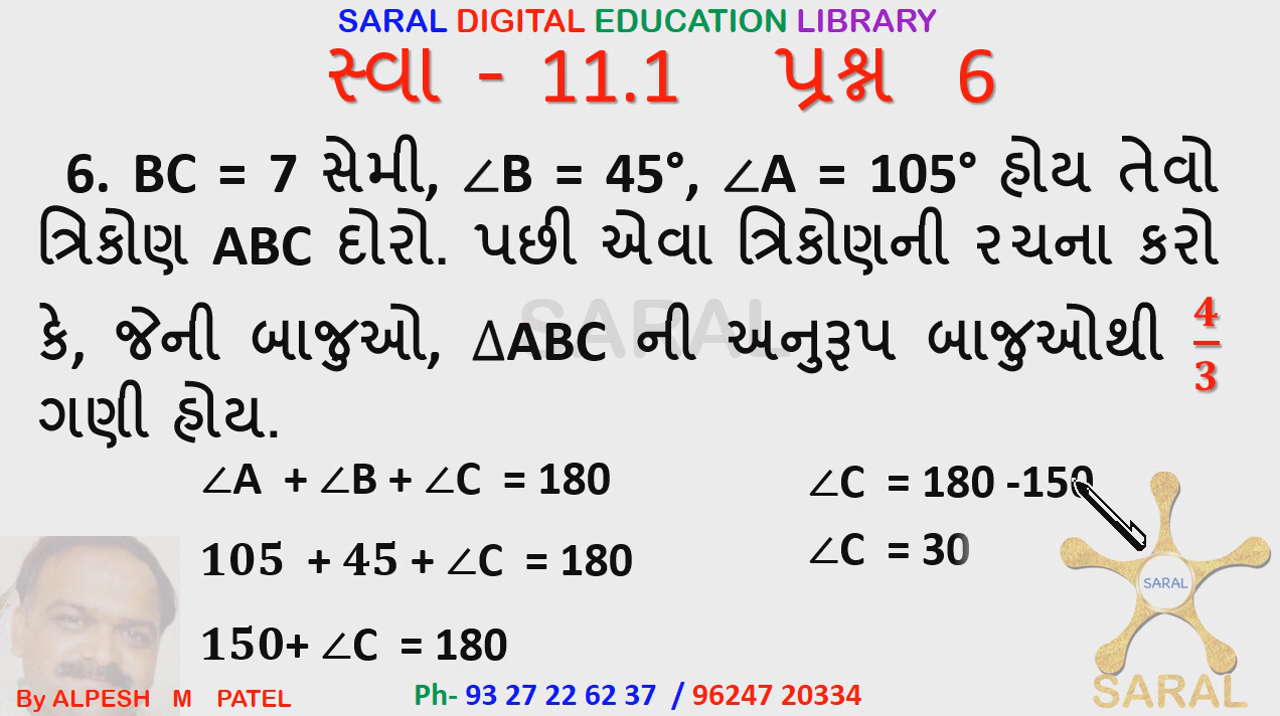 SARAL DIGITAL EDUCATION LIBRARY
સ્વા - 11.1 પ્રશ્ન 6
6. BC = 7 સેમી, ∠B = 45°, ∠A = 105° હોય તેવો
ત્રિકોણ ABC દોરો. પછી એવા ત્રિકોણની રચના કરો
કે, જેની બાજુઓ, ∆ABC ની અનુરૂપ બાજુઓથી 4/3
ગણી હોય.
∠A + ∠B + ∠C = 180
105 + 45 + ∠C = 180
150+ ∠C = 180
∠C = 180 -150
∠C = 30
SARAL
SARAL
SARAL
By ALPESH M PATEL
Ph- 93 27 22 62 37 / 96247 20334